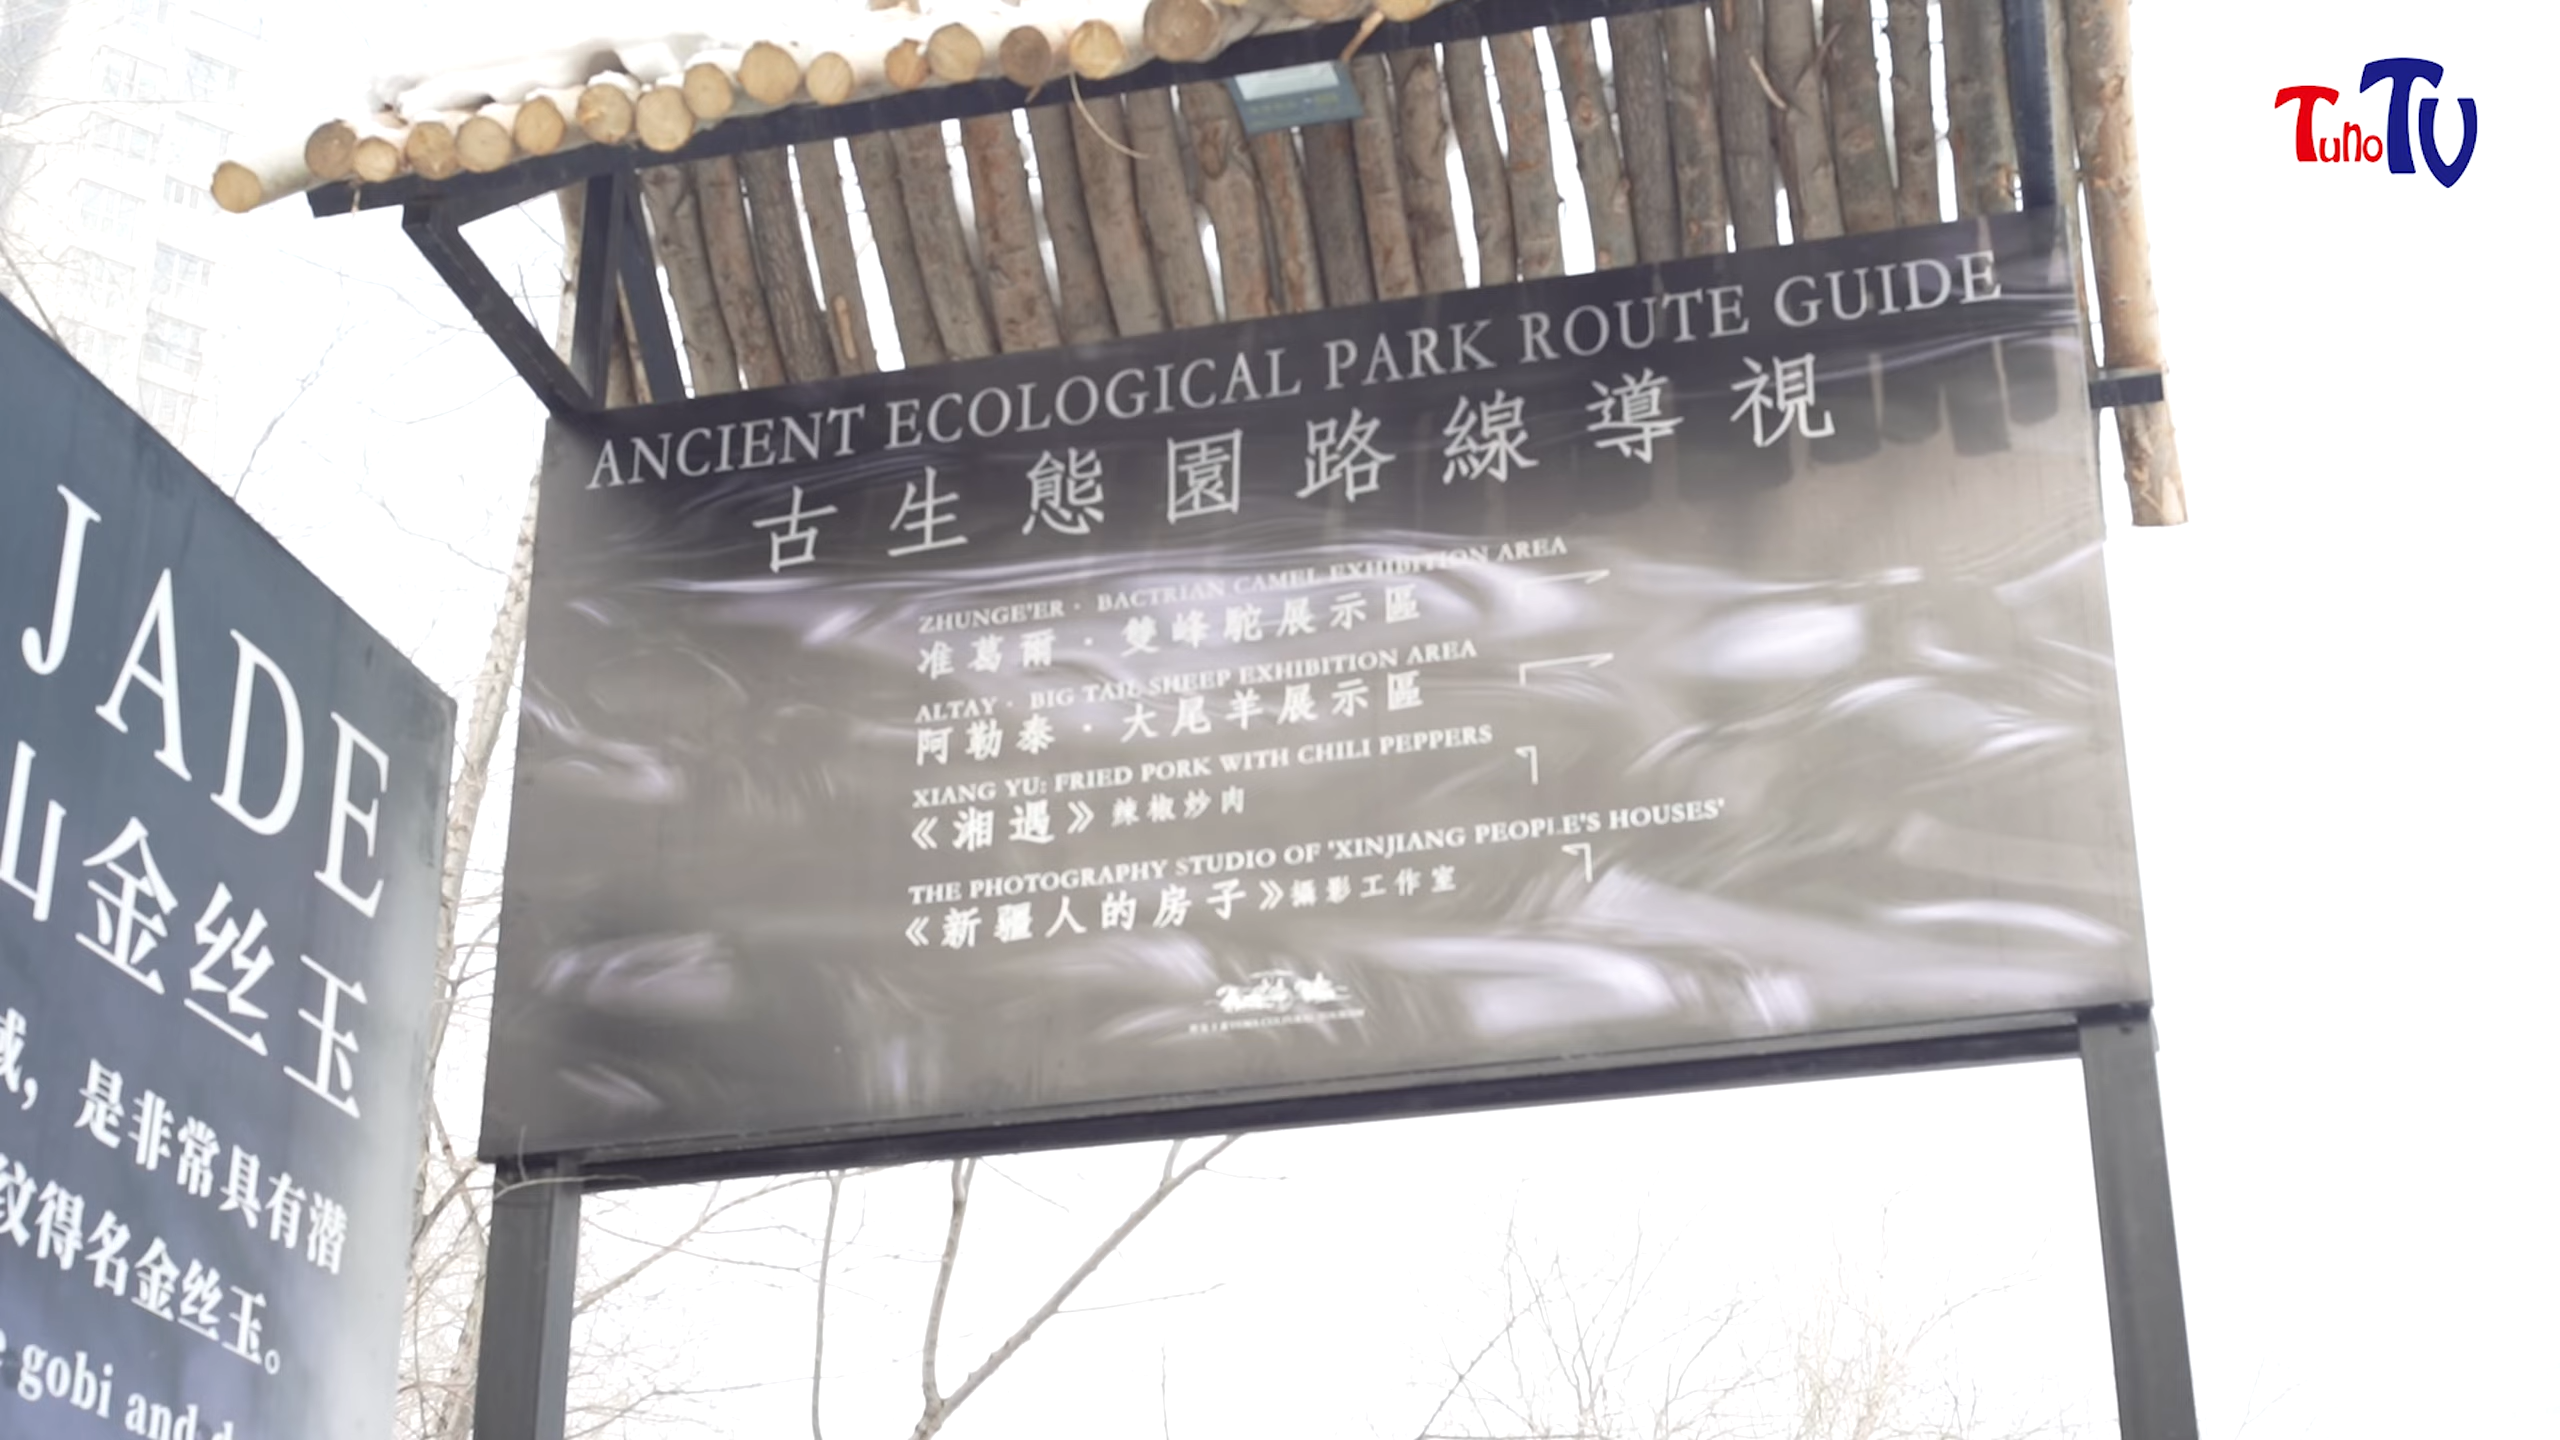 TunoTV
ANCIENT ECOLOGICAL PARK ROUTE GUIDE
古生態園路線導視
ZHUNGE'ER · BACTRIAN CAMEL EXHIBITION AREA
准葛爾 · 雙峰駝展示區
ALTAY · BIG TAIL SHEEP EXHIBITION AREA
阿勒泰 · 大尾羊展示區
XIANG YU: FRIED PORK WITH CHILI PEPPERS
《湘遇》辣椒炒肉
THE PHOTOGRAPHY STUDIO OF 'XINJIANG PEOPLE'S HOUSES'
《新疆人的房子》攝影工作室
JADE
山金丝玉
域，是非常具有潜
纹得名金丝玉。
gobi and